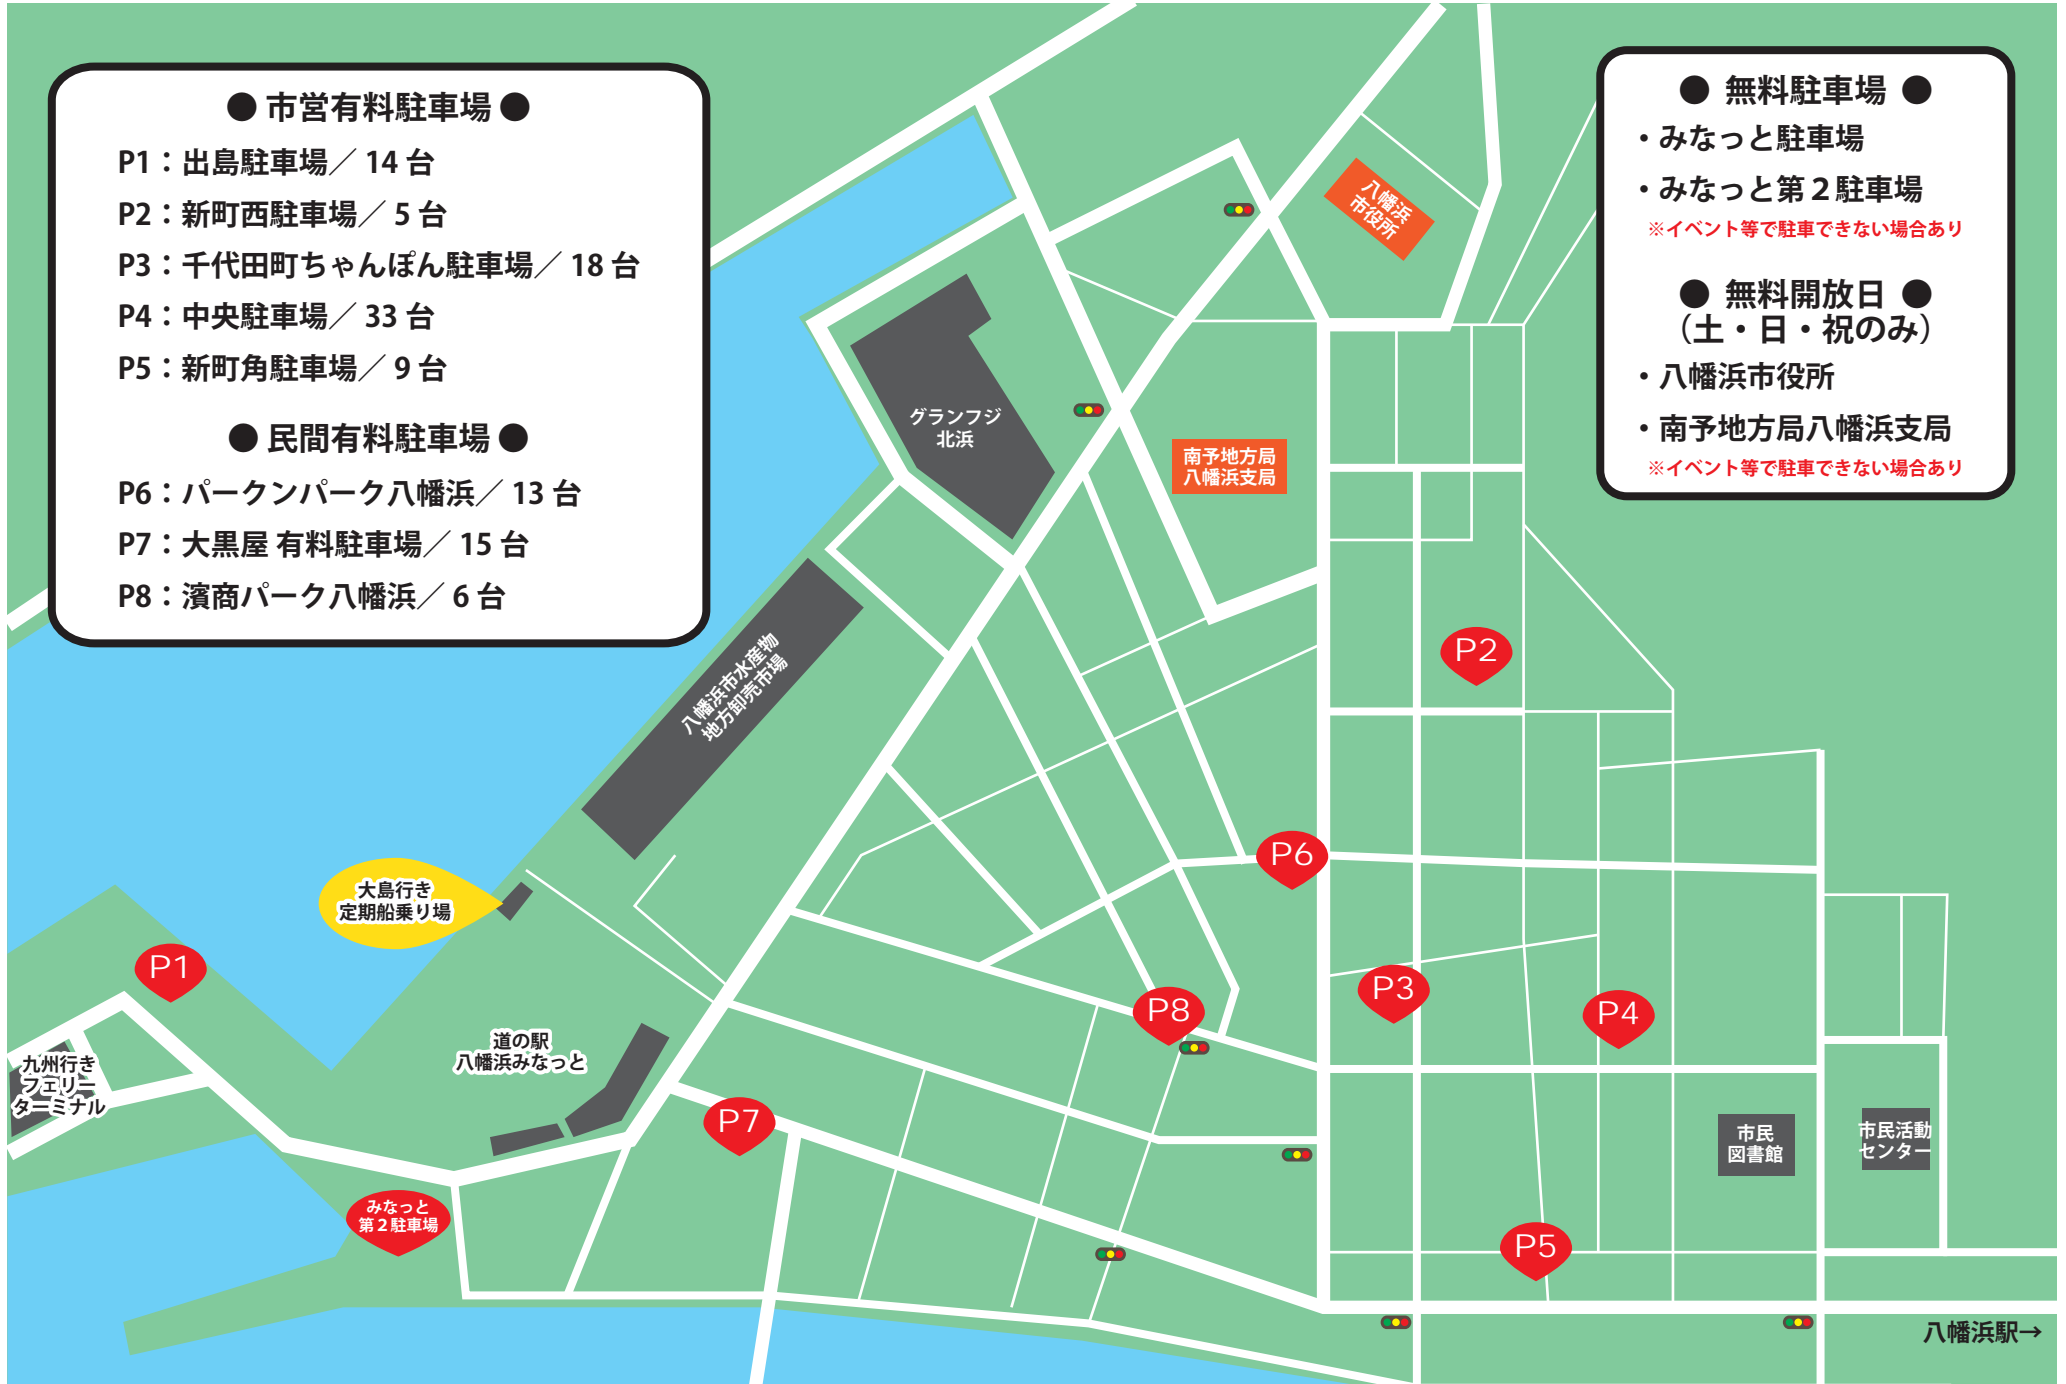 ● 市営有料駐車場 ●
P1：出島駐車場／ 14 台
P2：新町西駐車場／ 5 台
P3：千代田町ちゃんぽん駐車場／ 18 台
P4：中央駐車場／ 33 台
P5：新町角駐車場／ 9 台
● 民間有料駐車場 ●
P6：パークンパーク八幡浜／ 13 台
P7：大黒屋 有料駐車場／ 15 台
P8：濱商パーク八幡浜／ 6 台
● 無料駐車場 ●
・みなっと駐車場
・みなっと第２駐車場
※イベント等で駐車できない場合あり
● 無料開放日 ●
（土・日・祝のみ）
・八幡浜市役所
・南予地方局八幡浜支局
※イベント等で駐車できない場合あり
八幡浜
市役所
グランフジ
北浜
南予地方局
八幡浜支局
八幡浜市水産物
地方卸売市場
P2
P6
大島行き
定期船乗り場
P1
P3
P8
P4
道の駅
八幡浜みなっと
九州行き
フェリー
ターミナル
P7
市民
図書館
市民活動
センター
みなっと
第２駐車場
P5
八幡浜駅→